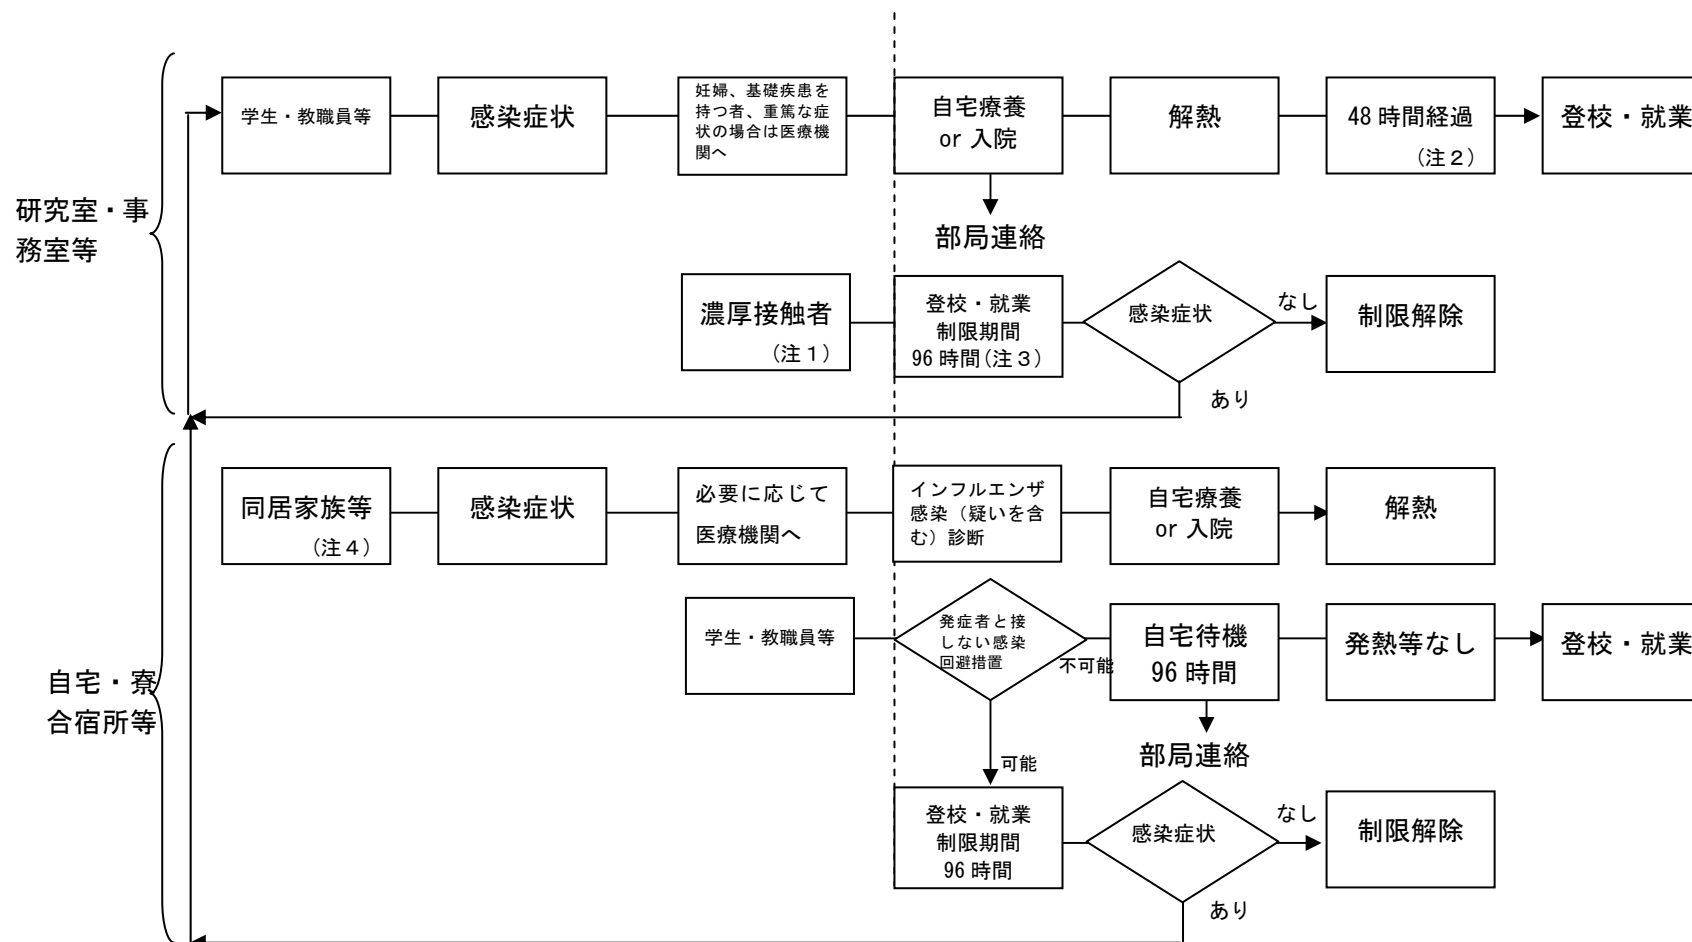 研究室・事
務室等
学生・教職員等
感染症状
妊婦、基礎疾患を
持つ者、重篤な症
状の場合は医療機
関へ
自宅療養
or 入院
解熱
48 時間経過
（注２）
登校・就業
部局連絡
濃厚接触者
（注１）
登校・就業
制限期間
96 時間(注３)
感染症状
なし
制限解除
あり
自宅・寮
合宿所等
同居家族等
（注４）
感染症状
必要に応じて
医療機関へ
インフルエンザ
感染（疑いを含
む）診断
自宅療養
or 入院
解熱
学生・教職員等
発症者と接
しない感染
回避措置
不可能
自宅待機
96 時間
発熱等なし
登校・就業
部局連絡
可能
登校・就業
制限期間
96 時間
感染症状
なし
制限解除
あり